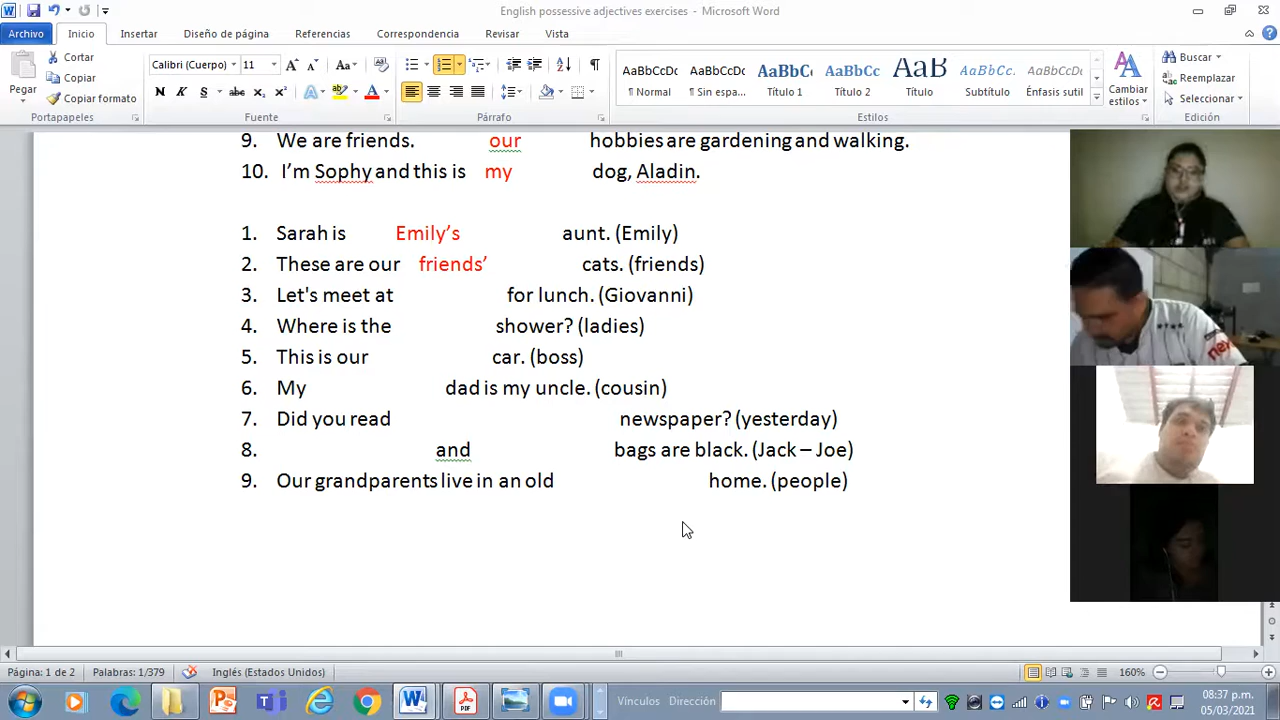 English possessive adjectives exercises - Microsoft Word
Archivo Inicio Insertar Diseño de página Referencias Correspondencia Revisar Vista
Pegar Cortar Copiar Copiar formato
Calibri (Cuerpo) 11
AaBbCcDc AaBbCcDc AaBbC AaBbCc AaB AaBbCc. AaBbCcDc
¶ Normal ¶ Sin espa... Título 1 Título 2 Título Subtítulo Énfasis sutil
Cambiar estilos
Buscar Reemplazar Seleccionar
Portapapeles Fuente Párrafo Estilos Edición
9. We are friends. our hobbies are gardening and walking.
10. I'm Sophy and this is my dog, Aladin.
1. Sarah is Emily's aunt. (Emily)
2. These are our friends' cats. (friends)
3. Let's meet at for lunch. (Giovanni)
4. Where is the shower? (ladies)
5. This is our car. (boss)
6. My dad is my uncle. (cousin)
7. Did you read newspaper? (yesterday)
8. and bags are black. (Jack – Joe)
9. Our grandparents live in an old home. (people)
Página: 1 de 2 Palabras: 1/379 Inglés (Estados Unidos) 160%
Vínculos Dirección
08:37 p.m.
05/03/2021